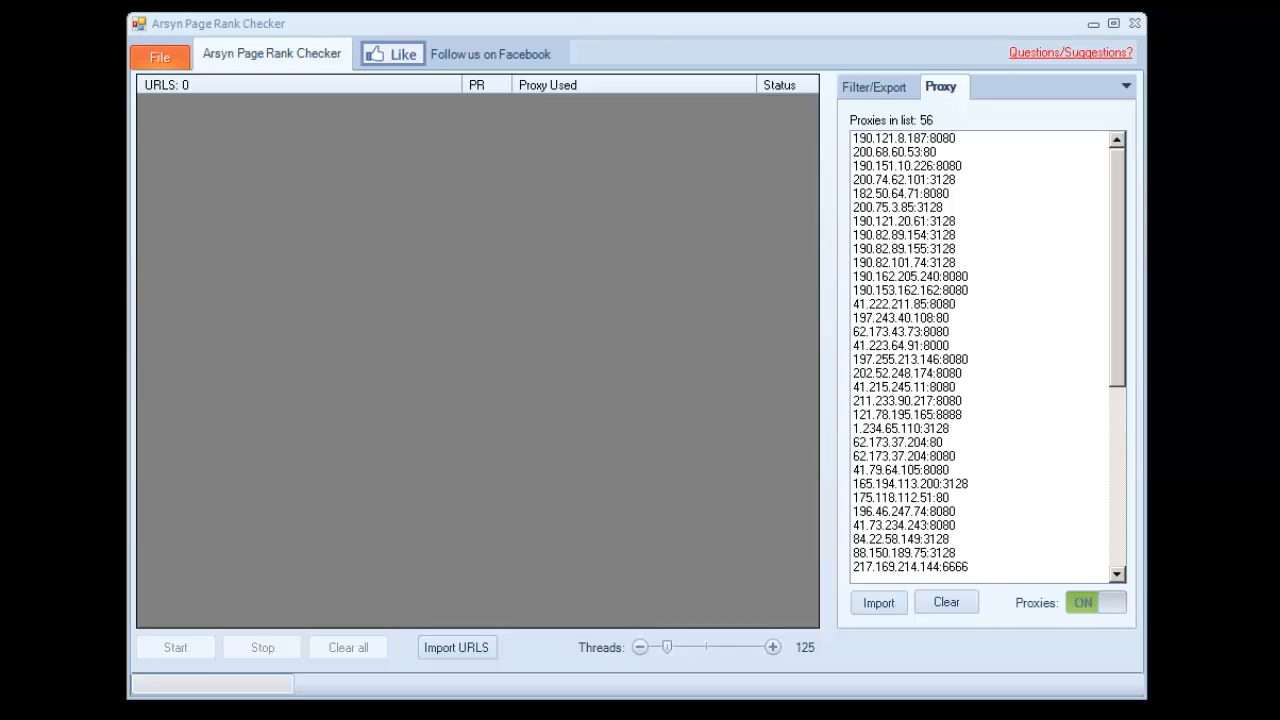 Arsyn Page Rank Checker
File
Arsyn Page Rank Checker
Like
Follow us on Facebook
Questions/Suggestions?
URLS: 0
PR
Proxy Used
Status
Filter/Export
Proxy
Proxies in list: 56
190.121.8.187:8080
200.68.60.53:80
190.151.10.226:8080
200.74.62.101:3128
182.50.64.71:8080
200.75.3.85:3128
190.121.20.61:3128
190.82.89.154:3128
190.82.89.155:3128
190.82.101.74:3128
190.162.205.240:8080
190.153.162.162:8080
41.222.211.85:8080
197.243.40.108:80
62.173.43.73:8080
41.223.64.91:8000
197.255.213.146:8080
202.52.248.174:8080
41.215.245.11:8080
211.233.90.217:8080
121.78.195.165:8888
1.234.65.110:3128
62.173.37.204:80
62.173.37.204:8080
41.79.64.105:8080
165.194.113.200:3128
175.118.112.51:80
196.46.247.74:8080
41.73.234.243:8080
84.22.58.149:3128
88.150.189.75:3128
217.169.214.144:6666
Import
Clear
Proxies:
ON
Start
Stop
Clear all
Import URLS
Threads:
125